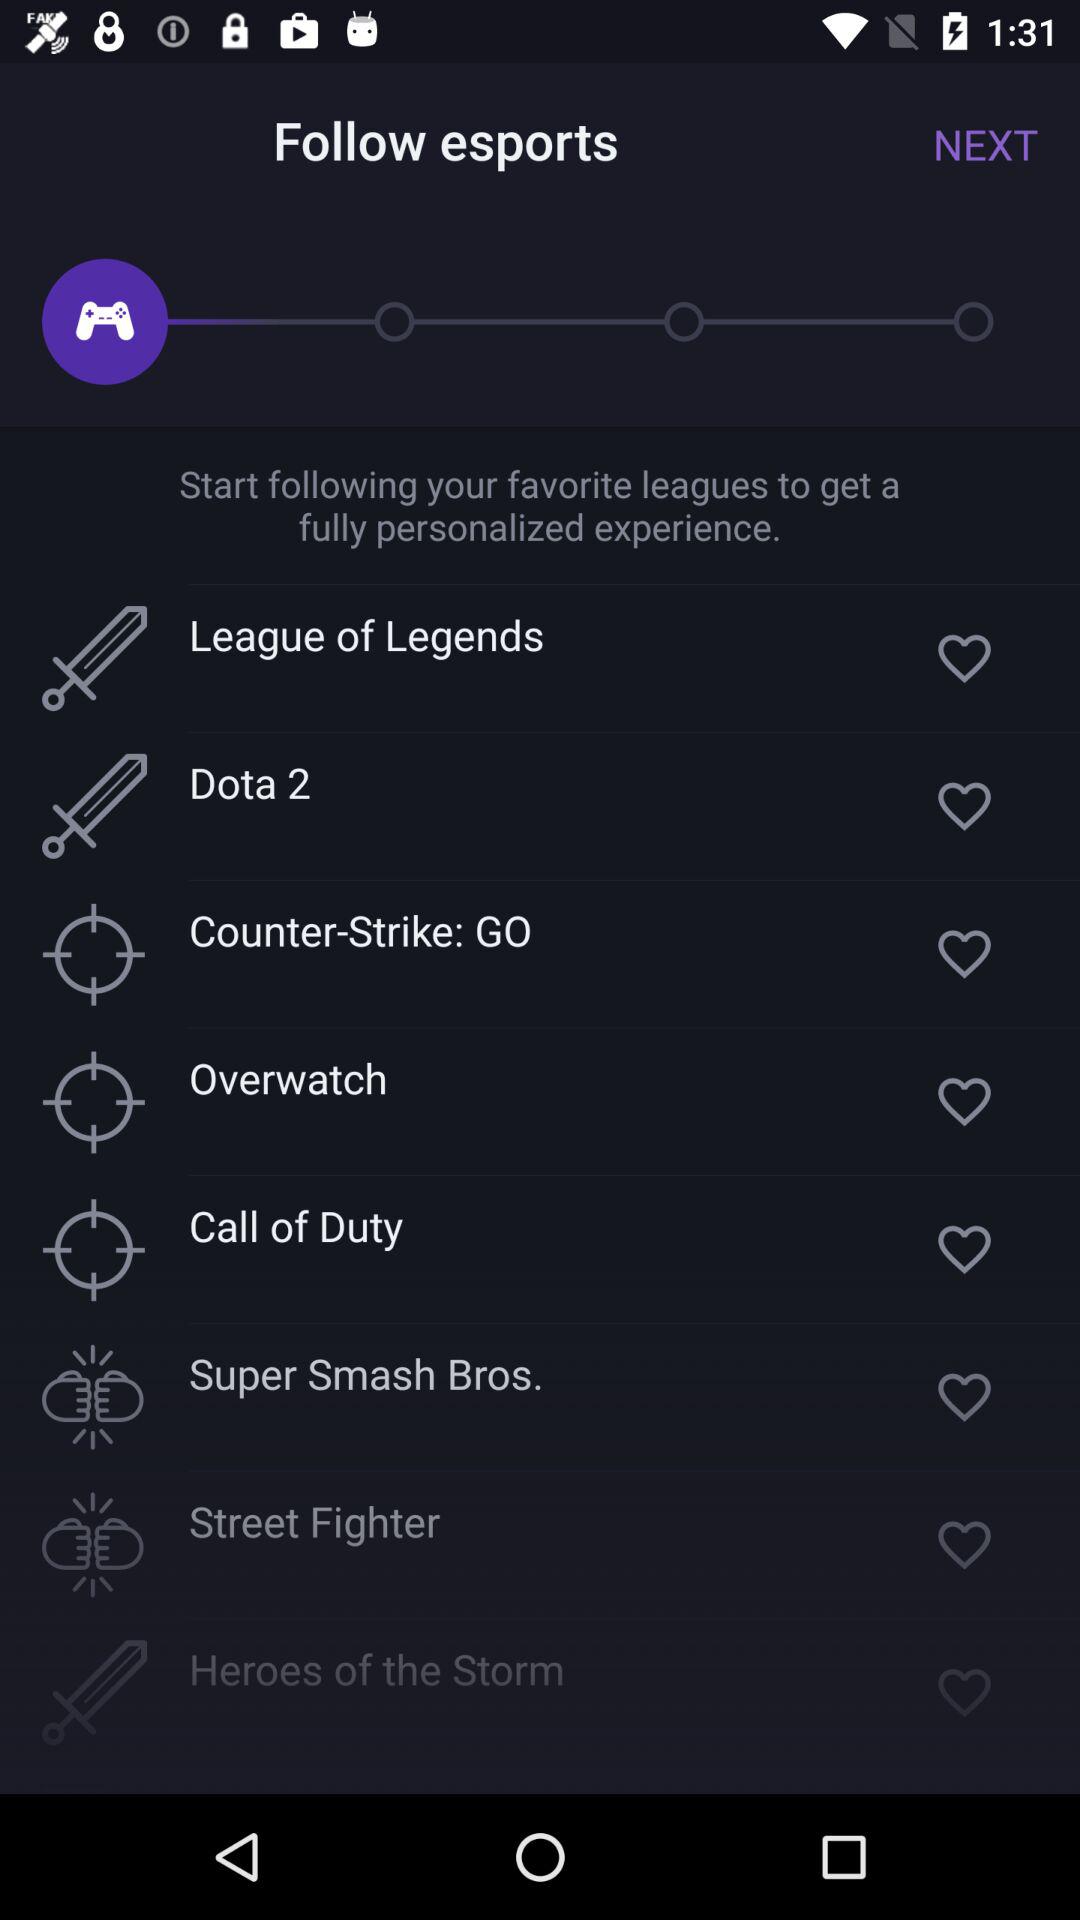 FAKE
1:31
Follow esports
NEXT
Start following your favorite leagues to get a
fully personalized experience.
League of Legends
Dota 2
Counter-Strike: GO
Overwatch
Call of Duty
Super Smash Bros.
Street Fighter
Heroes of the Storm